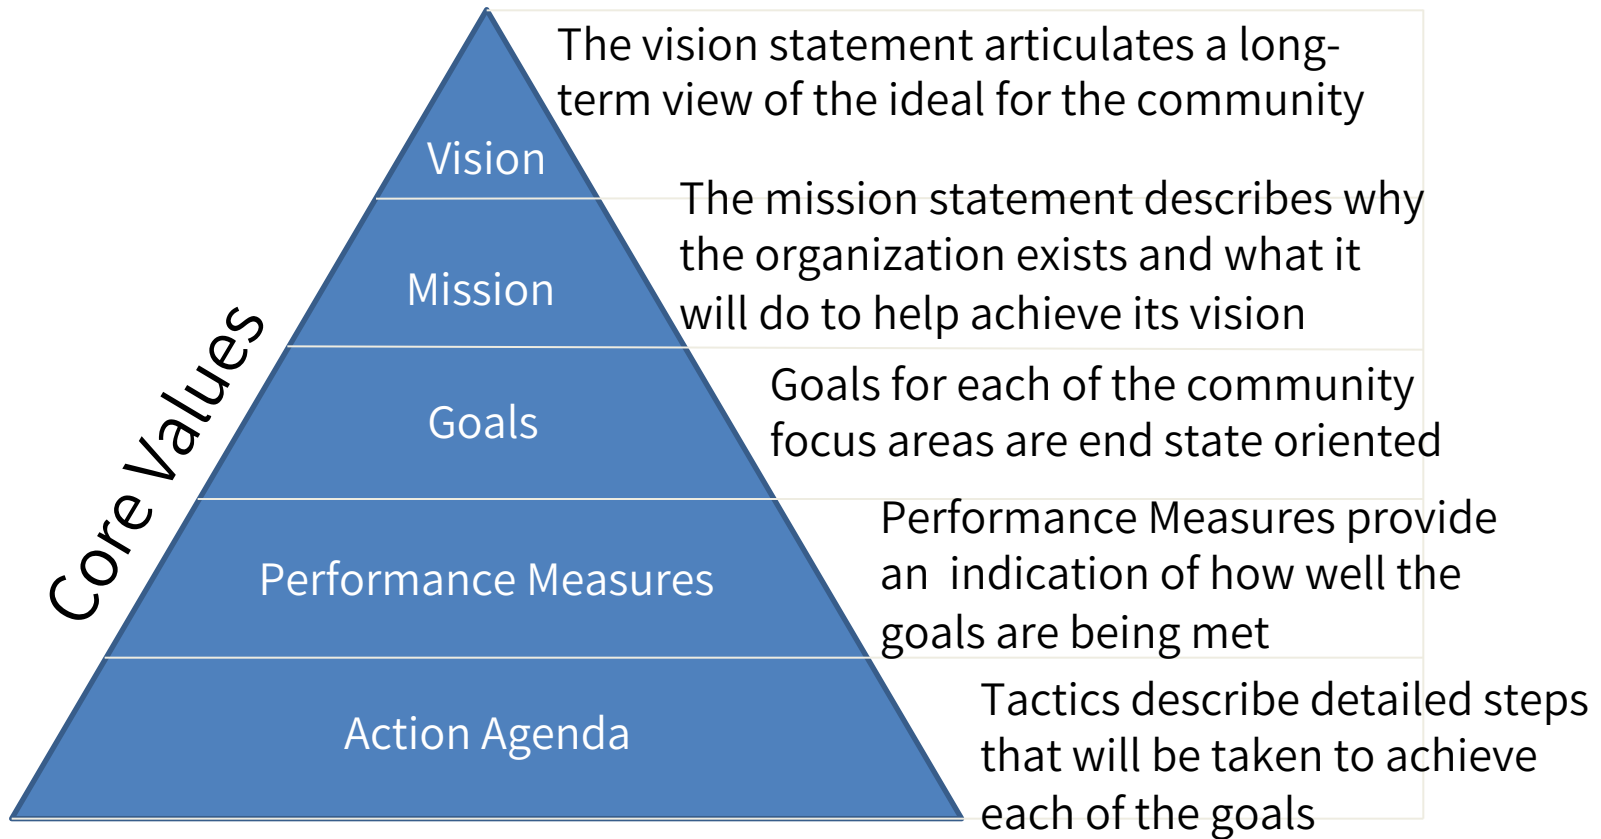 The vision statement articulates a long-
term view of the ideal for the community
Vision
The mission statement describes why
the organization exists and what it
will do to help achieve its vision
Mission
Goals for each of the community
focus areas are end state oriented
Goals
Core Values
Performance Measures provide
an  indication of how well the
goals are being met
Performance Measures
Tactics describe detailed steps
that will be taken to achieve
each of the goals
Action Agenda